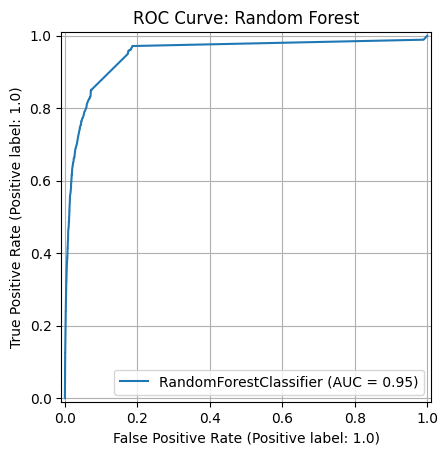 ROC Curve: Random Forest
1.0
0.8
0.6
0.4
0.2
0.0
True Positive Rate (Positive label: 1.0)
RandomForestClassifier (AUC = 0.95)
0.0 0.2 0.4 0.6 0.8 1.0
False Positive Rate (Positive label: 1.0)